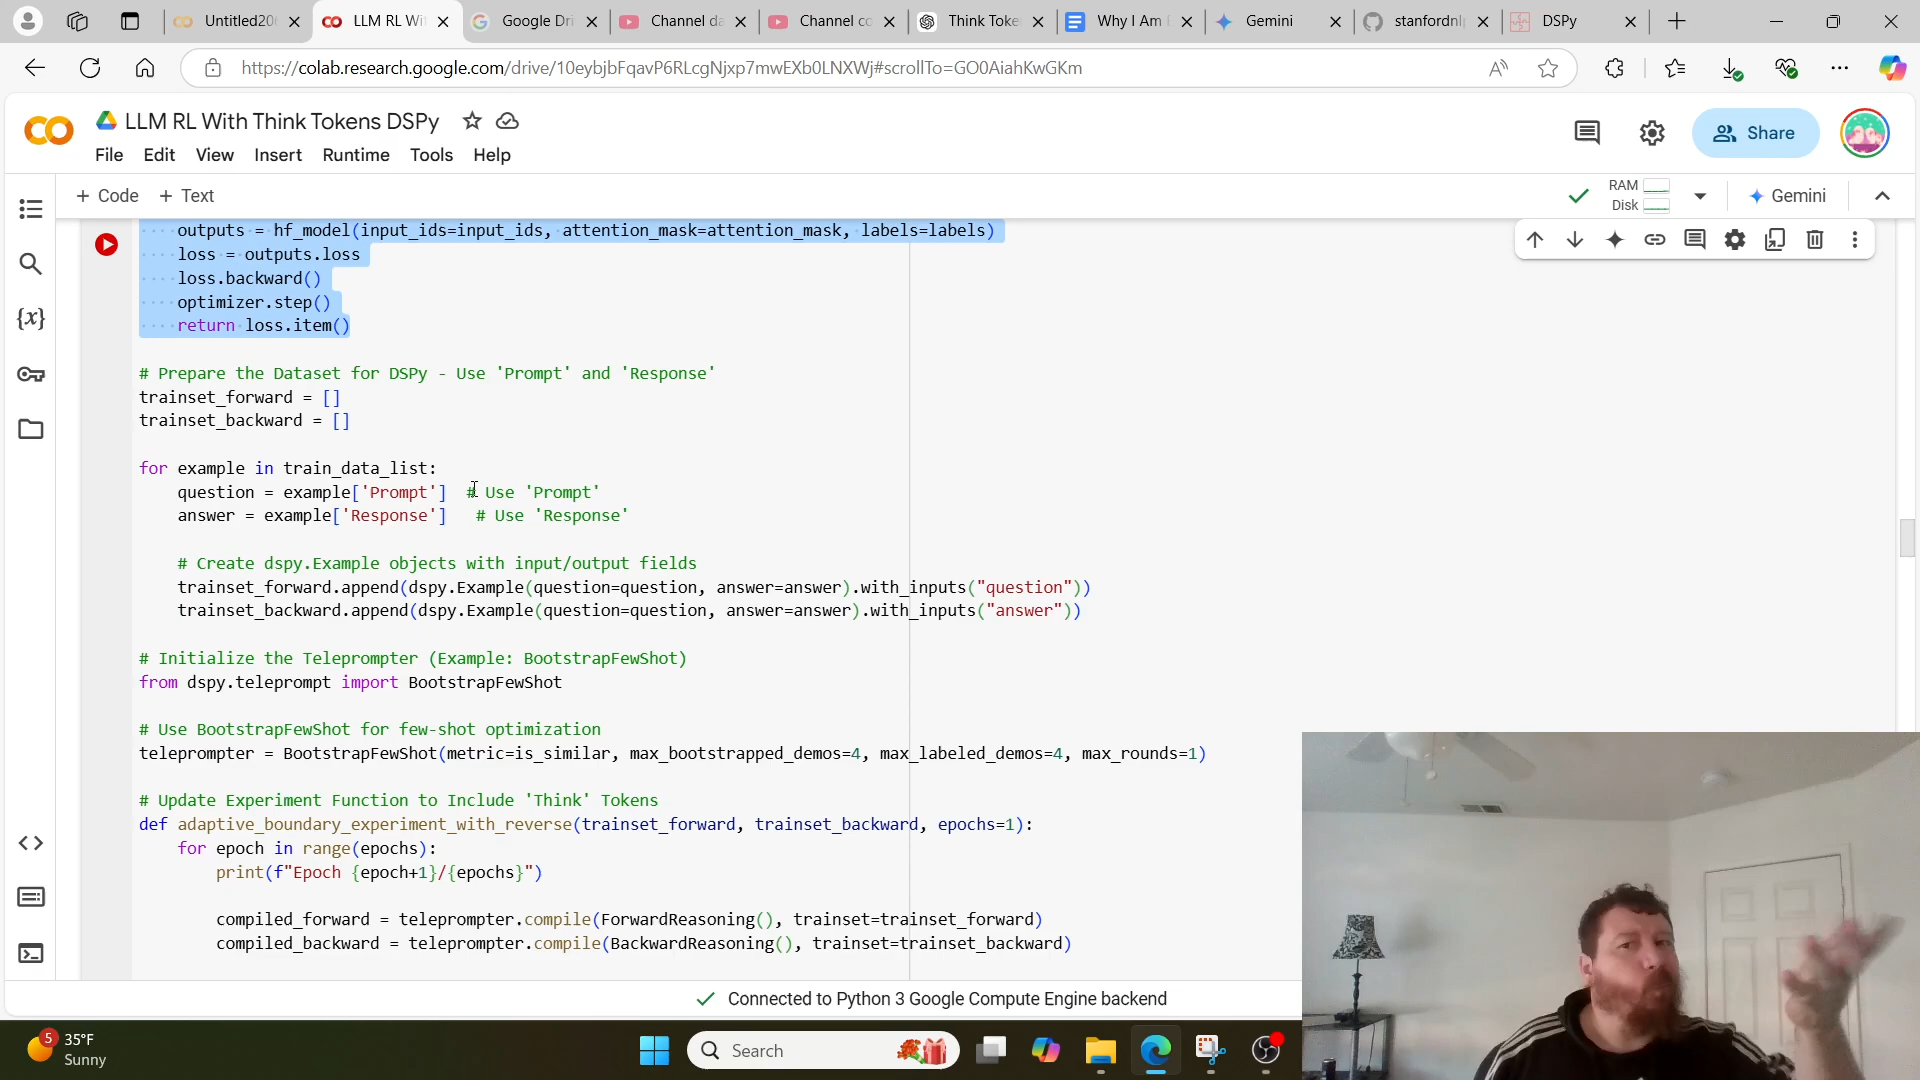 Untitled20
LLM RL Wi
Google Dri
Channel da
Channel co
Think Toke
Why I Am
Gemini
stanfordnl
DSPy
https://colab.research.google.com/drive/10eybjbFqavP6RLcgNjxp7mwEXb0LNXWj#scrollTo=GO0AiahKwGKm
LLM RL With Think Tokens DSPy
Share
File Edit View Insert Runtime Tools Help
+ Code + Text
RAM
Disk
Gemini
outputs = hf_model(input_ids=input_ids, attention_mask=attention_mask, labels=labels)
loss = outputs.loss
loss.backward()
optimizer.step()
return loss.item()
# Prepare the Dataset for DSPy - Use 'Prompt' and 'Response'
trainset_forward = []
trainset_backward = []
for example in train_data_list:
question = example['Prompt'] # Use 'Prompt'
answer = example['Response'] # Use 'Response'
# Create dspy.Example objects with input/output fields
trainset_forward.append(dspy.Example(question=question, answer=answer).with_inputs("question"))
trainset_backward.append(dspy.Example(question=question, answer=answer).with_inputs("answer"))
# Initialize the Teleprompter (Example: BootstrapFewShot)
from dspy.teleprompt import BootstrapFewShot
# Use BootstrapFewShot for few-shot optimization
teleprompter = BootstrapFewShot(metric=is_similar, max_bootstrapped_demos=4, max_labeled_demos=4, max_rounds=1)
# Update Experiment Function to Include 'Think' Tokens
def adaptive_boundary_experiment_with_reverse(trainset_forward, trainset_backward, epochs=1):
for epoch in range(epochs):
print(f"Epoch {epoch+1}/{epochs}")
compiled_forward = teleprompter.compile(ForwardReasoning(), trainset=trainset_forward)
compiled_backward = teleprompter.compile(BackwardReasoning(), trainset=trainset_backward)
Connected to Python 3 Google Compute Engine backend
5
35°F
Sunny
Search